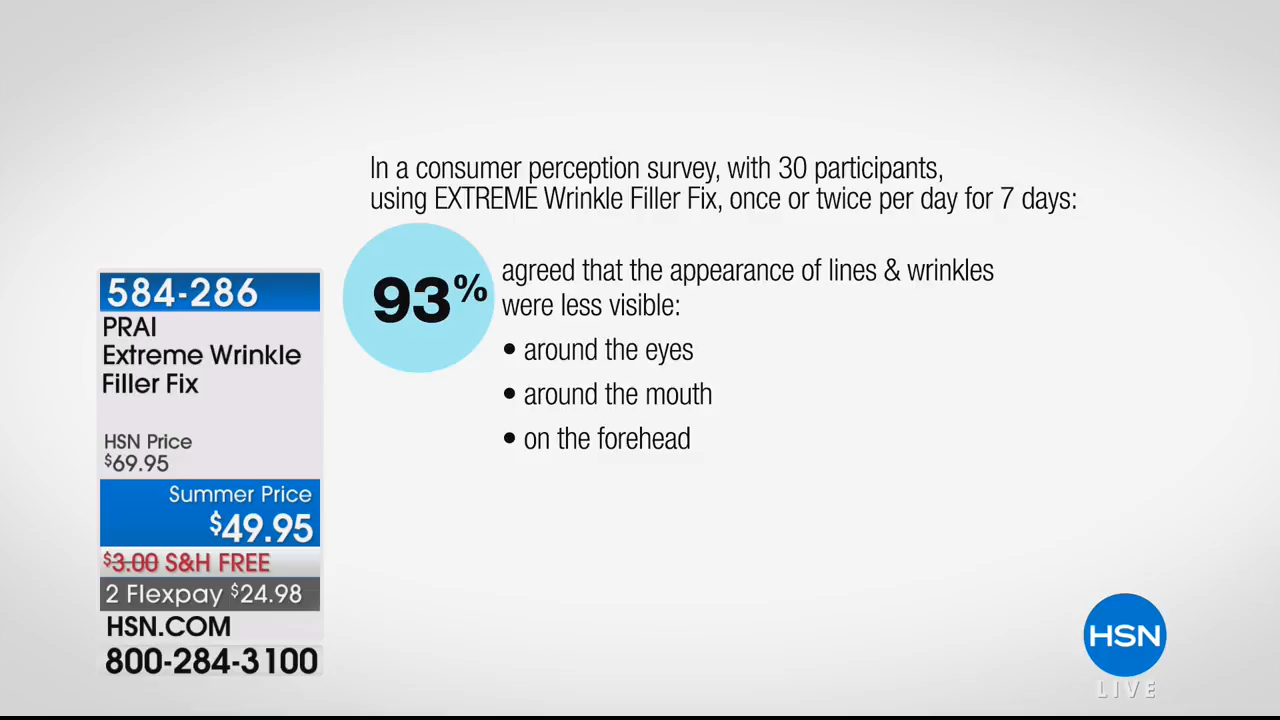 In a consumer perception survey, with 30 participants,
using EXTREME Wrinkle Filler Fix, once or twice per day for 7 days:
93%
agreed that the appearance of lines & wrinkles
were less visible:
• around the eyes
• around the mouth
• on the forehead
584-286
PRAI
Extreme Wrinkle
Filler Fix
HSN Price
$69.95
Summer Price
$49.95
$3.00 S&H FREE
2 Flexpay $24.98
HSN.COM
800-284-3100
HSN
LIVE